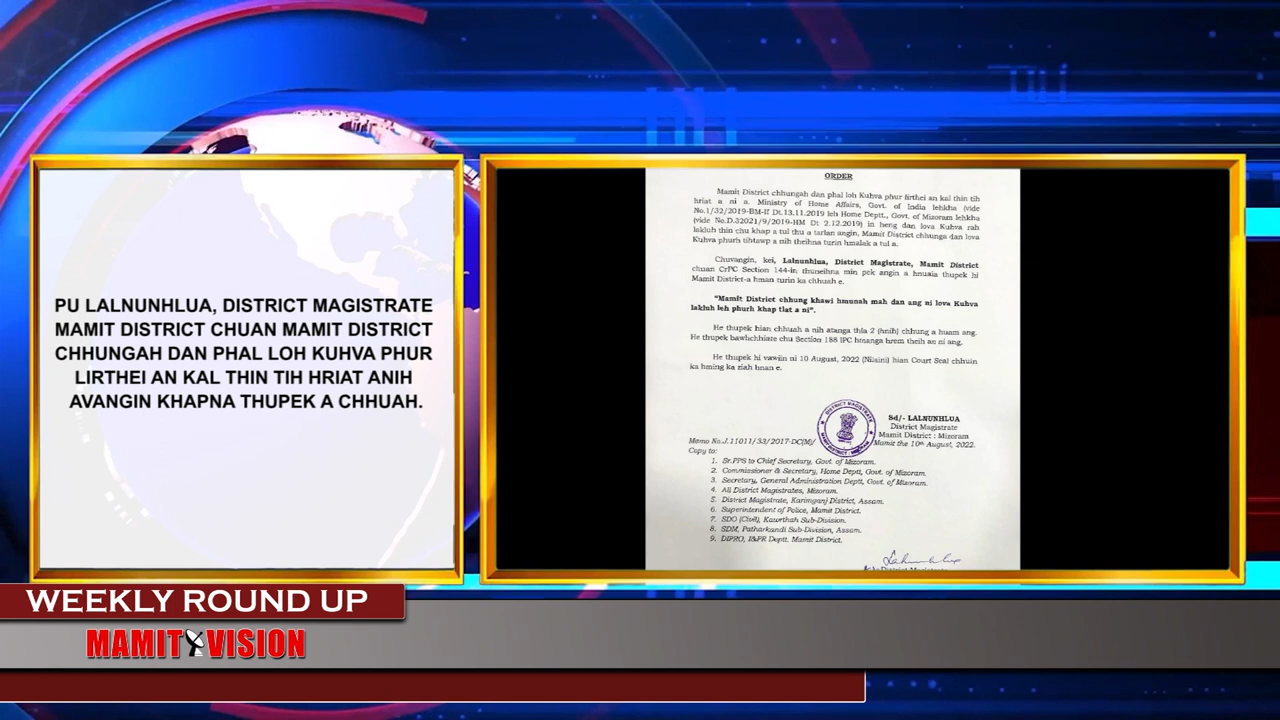 PU LALNUNHLUA, DISTRICT MAGISTRATE
MAMIT DISTRICT CHUAN MAMIT DISTRICT
CHHUNGAH DAN PHAL LOH KUHVA PHUR
LIRTHEI AN KAL THIN TIH HRIAT ANIH
AVANGIN KHAPNA THUPEK A CHHUAH.
ORDER
Mamit District chhungah dan phal loh Kuhva phur lirthei an kal thin tih
hriat a ni a. Ministry of Home Affairs, Govt. of India lehkha (vide
No.1/32/2019-BM-II Dt.13.11.2019 leh Home Deptt., Govt. of Mizoram lehkha
(vide No.D.32021/9/2019-HM Dt 2.12.2019) in heng dan lova Kuhva rah
lakluh thin chu khap a tul thu a tarlan angin, Mamit District chhunga dan lova
Kuhva phurh tihtawp a nih theihna turin hmalak a tul a.
Chuvangin, kei, Lalnunhlua, District Magistrate, Mamit District
chuan CrPC Section 144-in thuneihna min pek angin a hnuaia thupek hi
Mamit District-a hman turin ka chhuah e.
"Mamit District chhung khawi hmunah mah dan ang ni lova Kuhva
lakluh leh phurh khap tlat a ni".
He thupek hian chhuah a nih atanga thla 2 (hnih) chhung a huam ang.
He thupek bawhchhiate chu Section 188 IPC hmanga hrem theih an ni ang.
He thupek hi vawiin ni 10 August, 2022 (Nilaini) hian Court Seal chhuin
ka hming ka ziah hnan e.
DISTRICT MAGISTRATE
Sd/- LALNUNHLUA
District Magistrate
Mamit District : Mizoram
Memo No.J.11011/33/2017-DC(M)/ Mamit the 10th August, 2022.
Copy to:
1. Sr.PPS to Chief Secretary, Govt. of Mizoram.
2. Commissioner & Secretary, Home Deptt, Govt. of Mizoram.
3. Secretary, General Administration Deptt, Govt. of Mizoram.
4. All District Magistrates, Mizoram.
5. District Magistrate, Karimganj District, Assam.
6. Superintendent of Police, Mamit District.
7. SDO (Civil), Kawrthah Sub-Division.
8. SDM, Patharkandi Sub-Division, Assam.
9. DIPRO, I&PR Deptt. Mamit District.
WEEKLY ROUND UP
MAMIT VISION